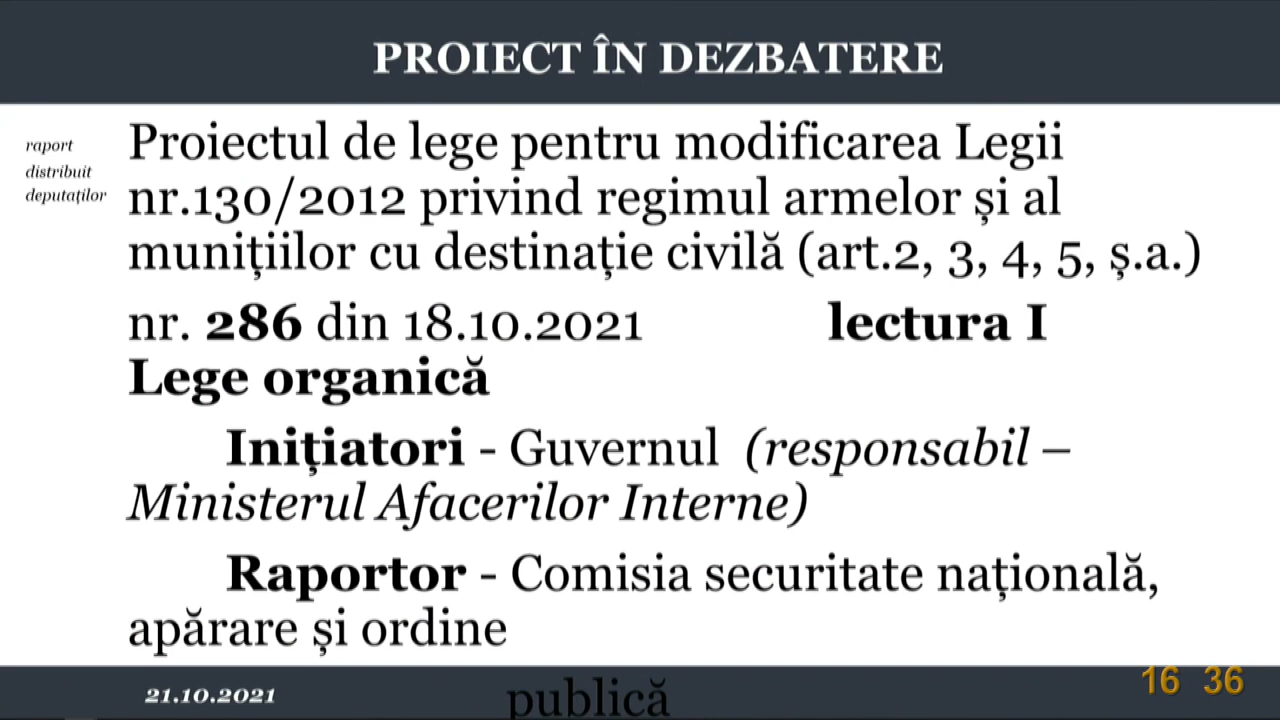 PROIECT ÎN DEZBATERE
raport
distribuit
deputaților
Proiectul de lege pentru modificarea Legii
nr.130/2012 privind regimul armelor și al
munițiilor cu destinație civilă (art.2, 3, 4, 5, ș.a.)
nr. 286 din 18.10.2021 lectura I
Lege organică
Inițiatori - Guvernul (responsabil –
Ministerul Afacerilor Interne)
Raportor - Comisia securitate națională,
apărare și ordine
publică
21.10.2021
16 36